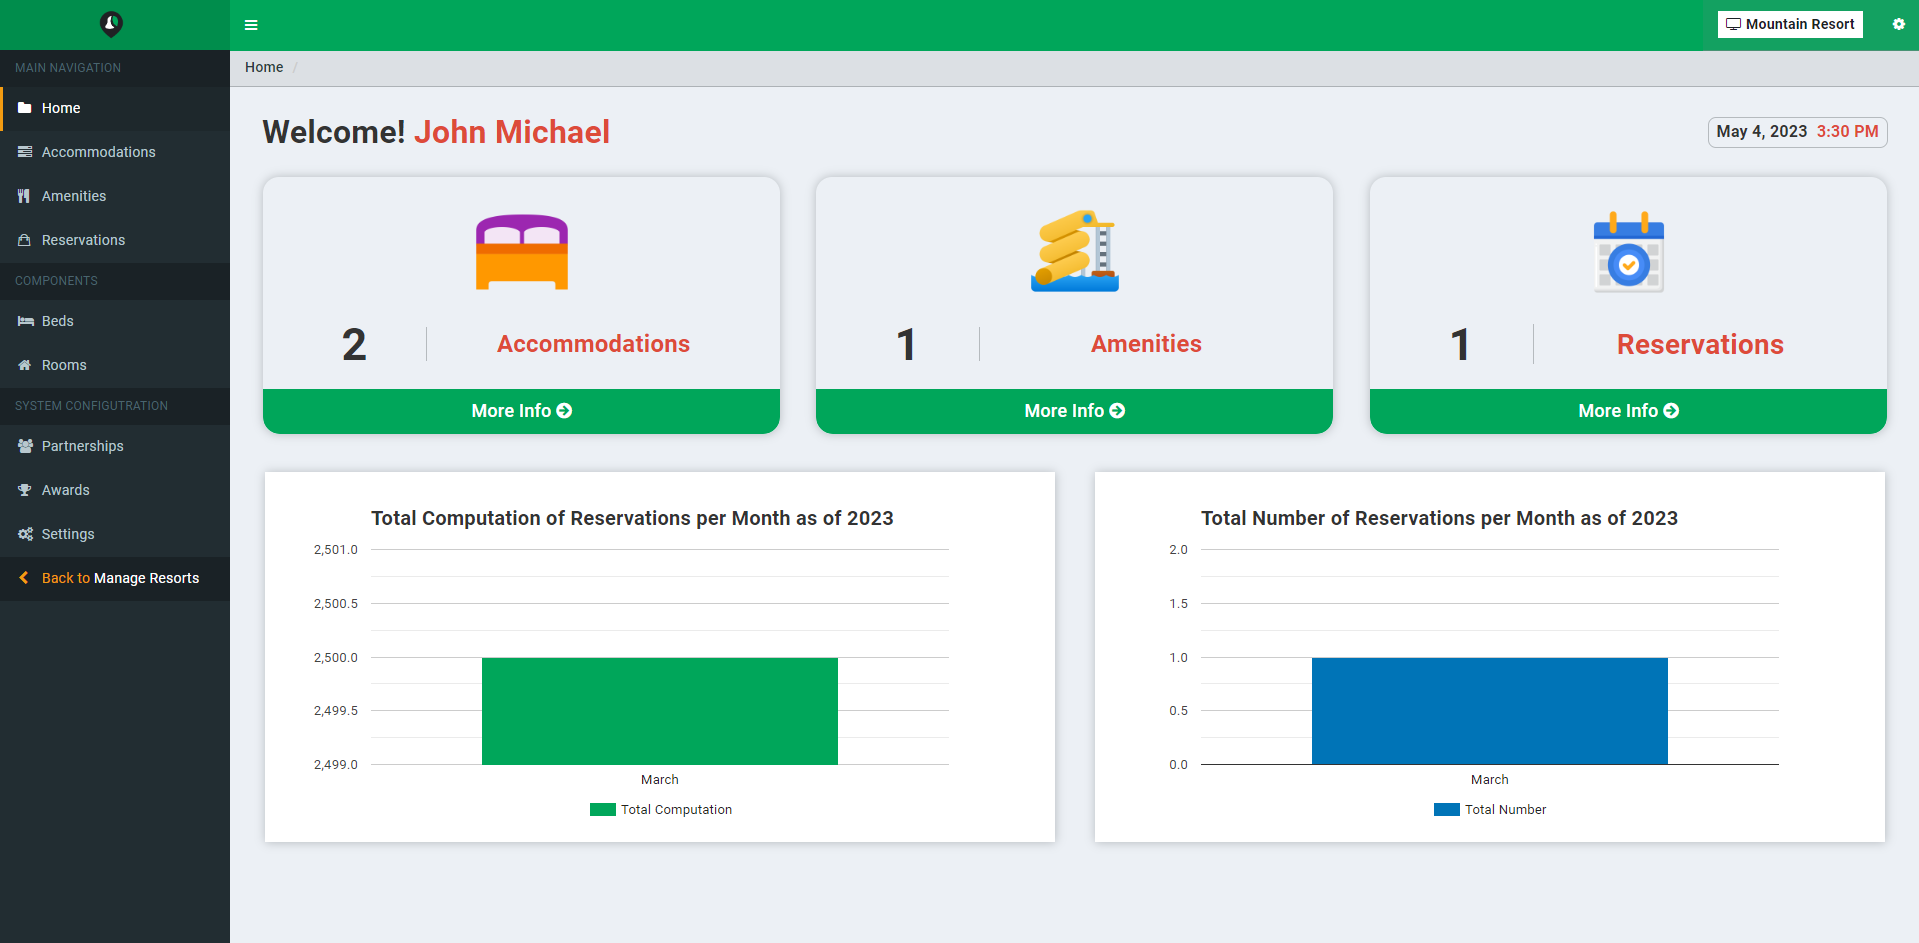 Mountain Resort
MAIN NAVIGATION
Home
Accommodations
Amenities
Reservations
COMPONENTS
Beds
Rooms
SYSTEM CONFIGUTRATION
Partnerships
Awards
Settings
Back to Manage Resorts
Home /
Welcome! John Michael
May 4, 2023 3:30 PM
2 Accommodations
More Info
1 Amenities
More Info
1 Reservations
More Info
Total Computation of Reservations per Month as of 2023
2,501.0
2,500.5
2,500.0
2,499.5
2,499.0
March
Total Computation
Total Number of Reservations per Month as of 2023
2.0
1.5
1.0
0.5
0.0
March
Total Number